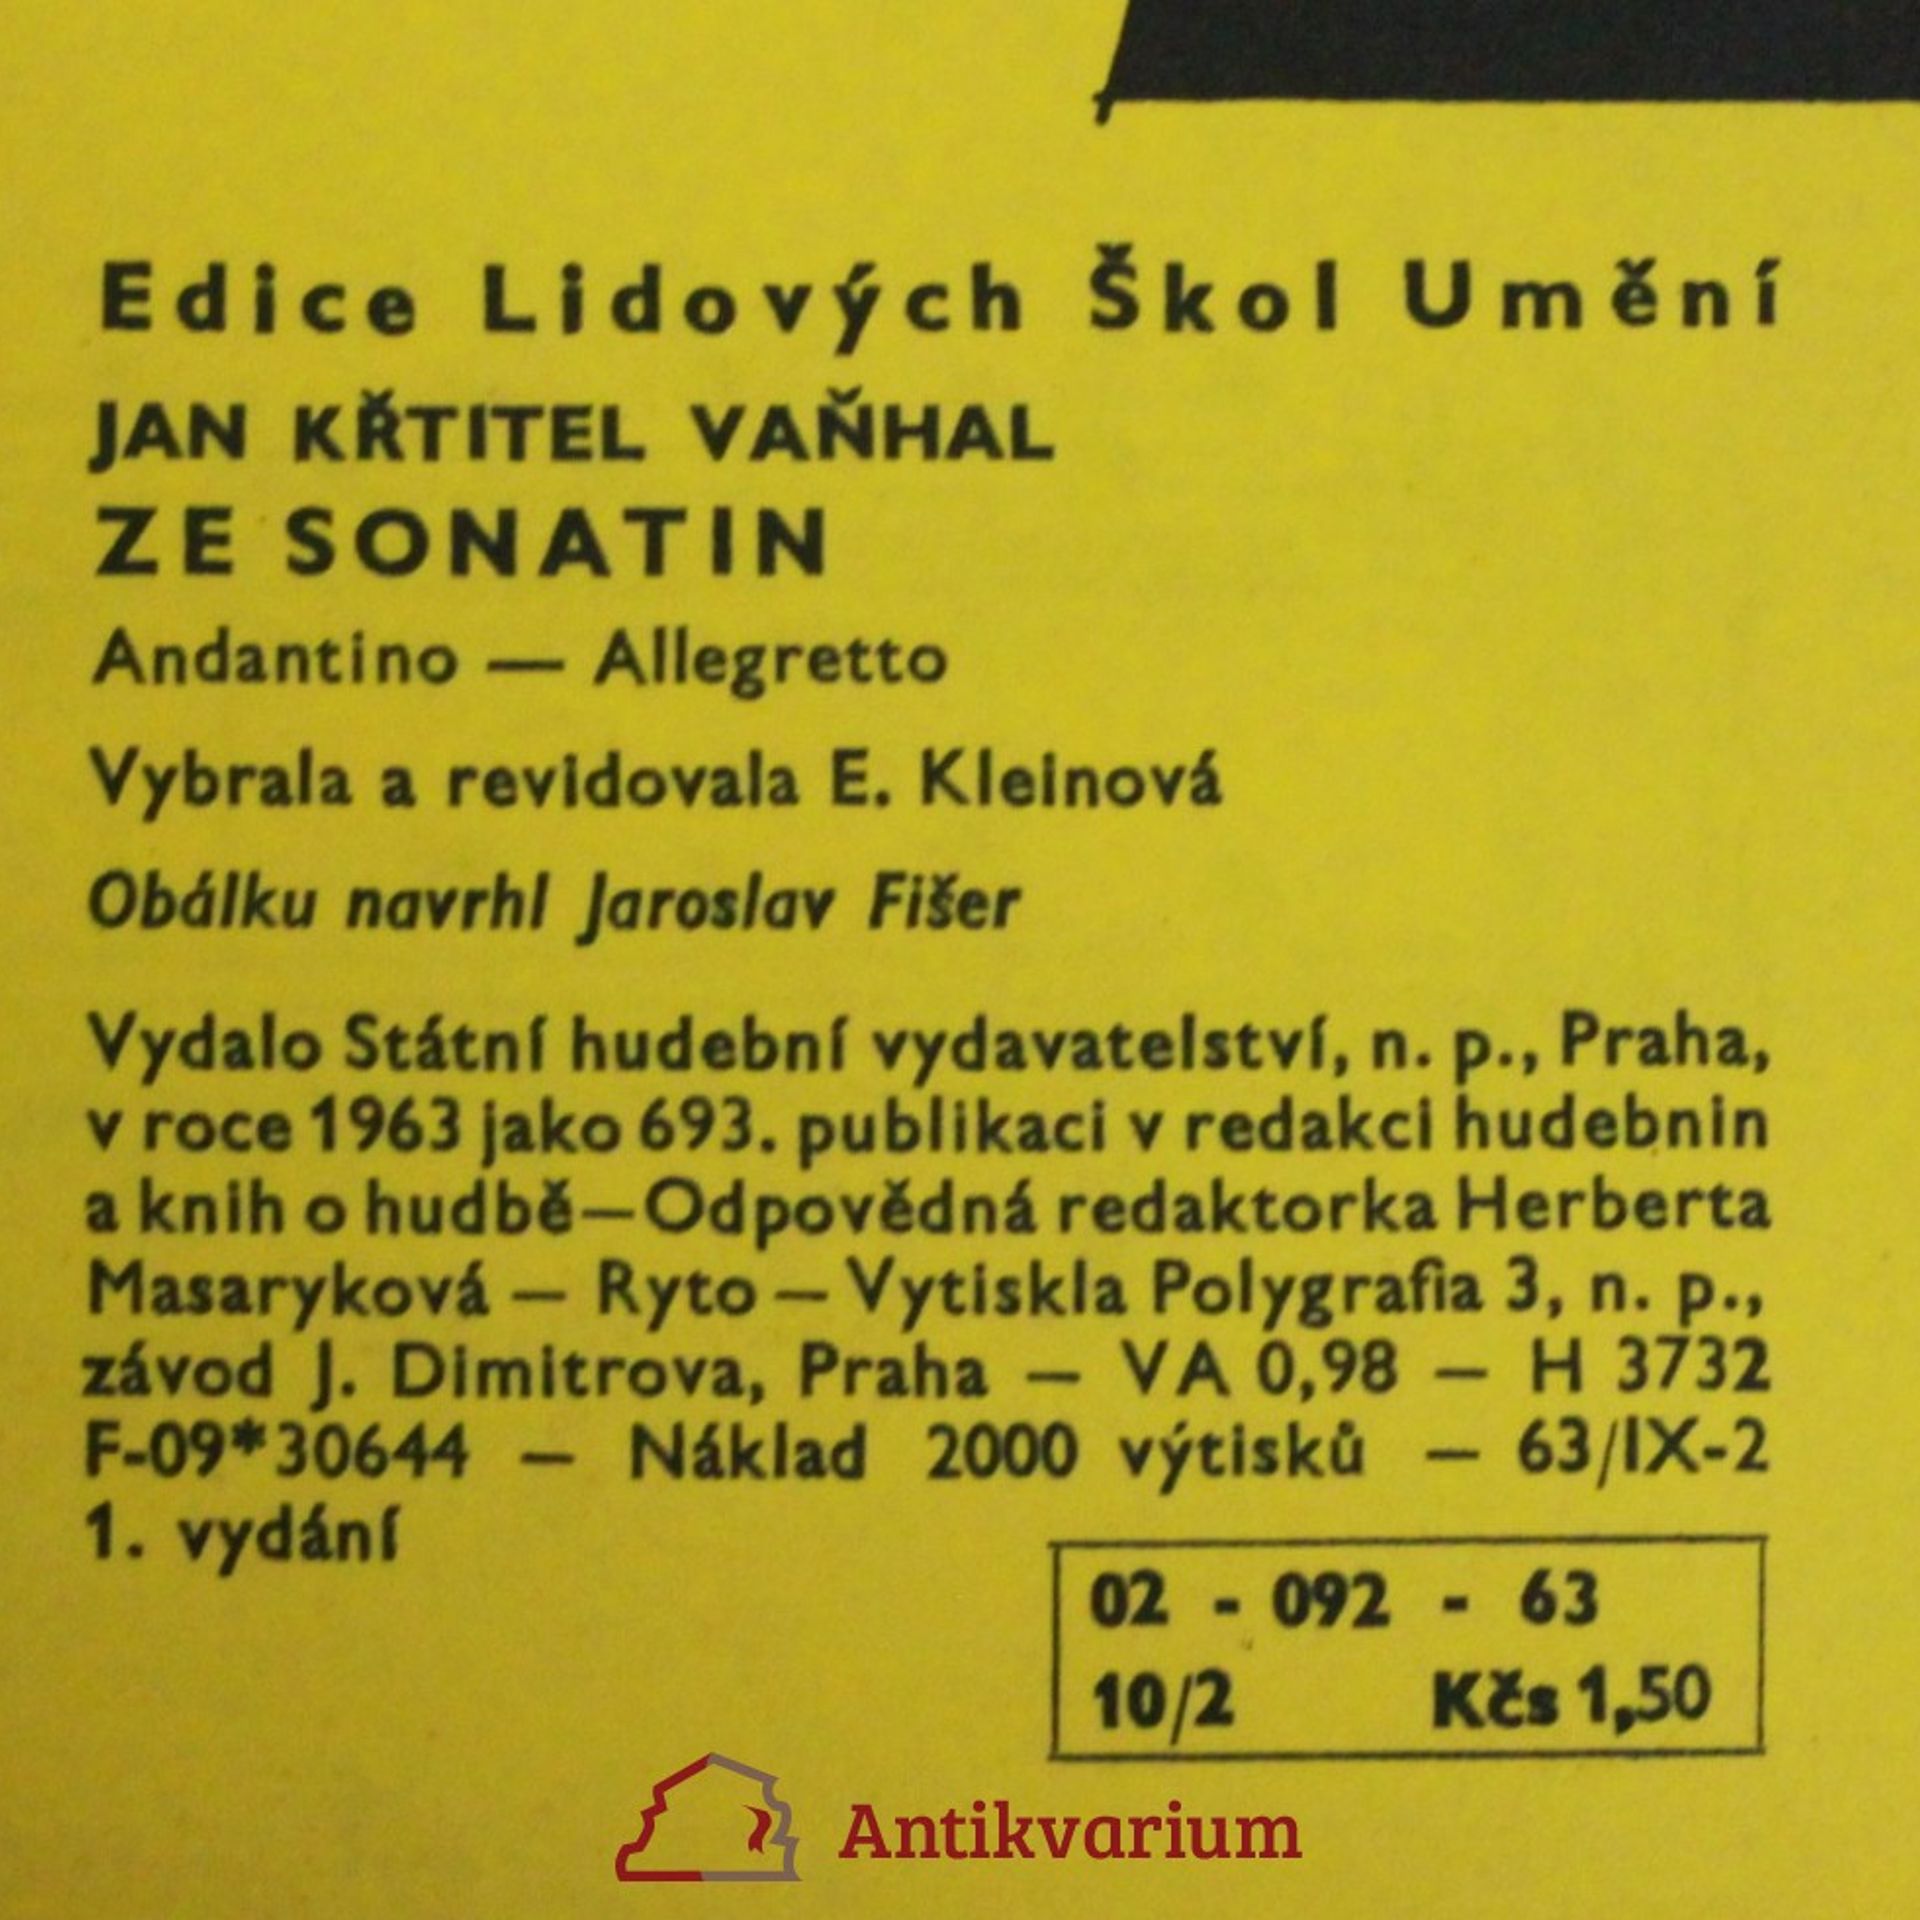 Edice Lidových Škol Umění
JAN KŘTITEL VAŇHAL
ZE SONATIN
Andantino — Allegretto
Vybrala a revidovala E. Kleinová
Obálku navrhl Jaroslav Fišer
Vydalo Státní hudební vydavatelství, n. p., Praha,
v roce 1963 jako 693. publikaci v redakci hudebnin
a knih o hudbě—Odpovědná redaktorka Herberta
Masaryková — Ryto — Vytiskla Polygrafia 3, n. p.,
závod J. Dimitrova, Praha — VA 0,98 — H 3732
F-09*30644 — Náklad 2000 výtisků — 63/IX-2
1. vydání
02 - 092 - 63
10/2 Kčs 1,50
Antikvarium